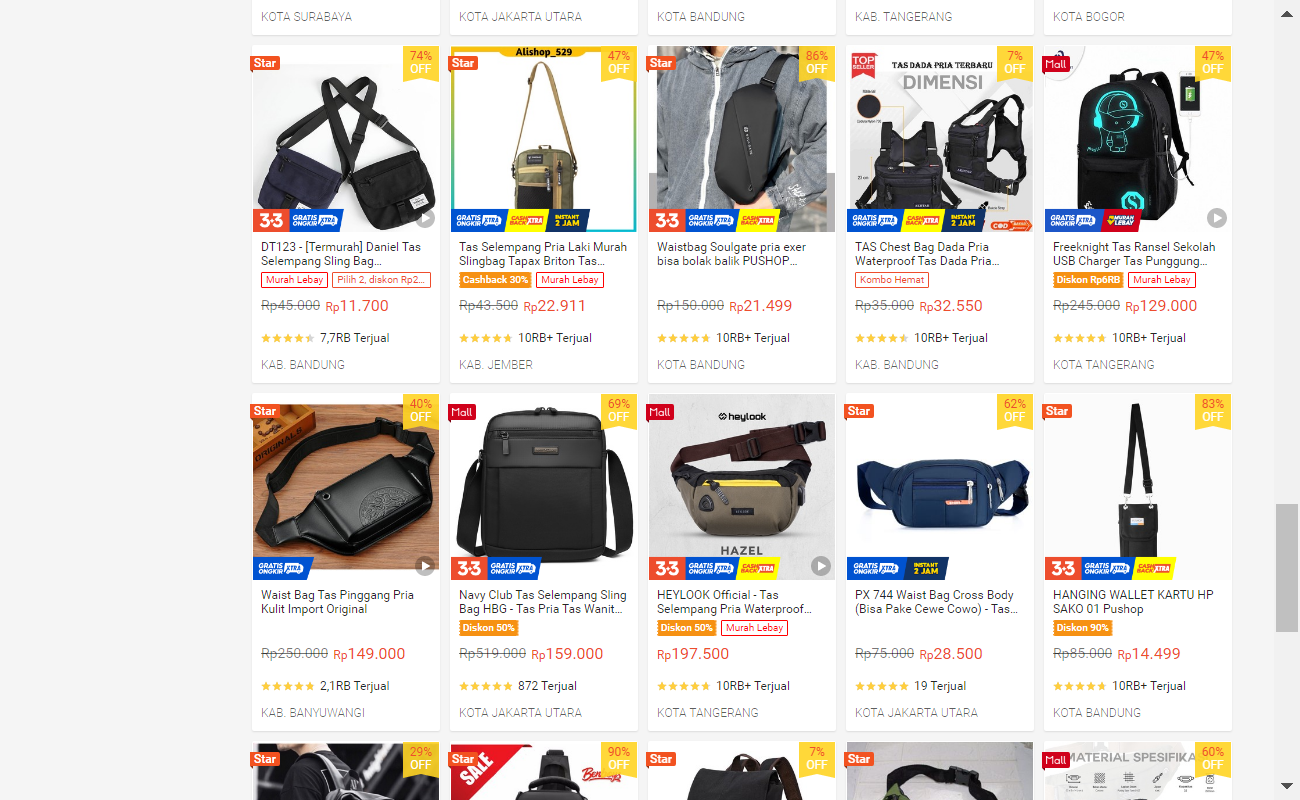 KOTA SURABAYA
KOTA JAKARTA UTARA
KOTA BANDUNG
KAB. TANGERANG
KOTA BOGOR
Star
74%
OFF
3.3 GRATIS ONGKIR XTRA
DT123 - [Termurah] Daniel Tas
Selempang Sling Bag...
Murah Lebay Pilih 2, diskon Rp2...
Rp45.000 Rp11.700
7,7RB Terjual
KAB. BANDUNG
Star
Alishop_529
47%
OFF
GRATIS ONGKIR XTRA CASHBACK XTRA INSTANT 2 JAM
Tas Selempang Pria Laki Murah
Slingbag Tapax Briton Tas...
Cashback 30% Murah Lebay
Rp43.500 Rp22.911
10RB+ Terjual
KAB. JEMBER
Star
86%
OFF
3.3 GRATIS ONGKIR XTRA CASHBACK XTRA
Waistbag Soulgate pria exer
bisa bolak balik PUSHOP...
Rp150.000 Rp21.499
10RB+ Terjual
KOTA BANDUNG
TOP
SELLER
7%
OFF
TAS DADA PRIA TERBARU
DIMENSI
GRATIS ONGKIR XTRA CASHBACK XTRA INSTANT 2 JAM COD
TAS Chest Bag Dada Pria
Waterproof Tas Dada Pria...
Kombo Hemat
Rp35.000 Rp32.550
10RB+ Terjual
KAB. BANDUNG
Mall
47%
OFF
GRATIS ONGKIR XTRA MURAH LEBAY
Freeknight Tas Ransel Sekolah
USB Charger Tas Punggung...
Diskon Rp6RB Murah Lebay
Rp245.000 Rp129.000
10RB+ Terjual
KOTA TANGERANG
Star
40%
OFF
ORIGINALS
GRATIS ONGKIR XTRA
Waist Bag Tas Pinggang Pria
Kulit Import Original
Rp250.000 Rp149.000
2,1RB Terjual
KAB. BANYUWANGI
Mall
69%
OFF
3.3 GRATIS ONGKIR XTRA
Navy Club Tas Selempang Sling
Bag HBG - Tas Pria Tas Wanit...
Diskon 50%
Rp519.000 Rp159.000
872 Terjual
KOTA JAKARTA UTARA
Mall
heylook
HAZEL
3.3 GRATIS ONGKIR XTRA CASHBACK XTRA
HEYLOOK Official - Tas
Selempang Pria Waterproof...
Diskon 50% Murah Lebay
Rp197.500
10RB+ Terjual
KOTA TANGERANG
Star
62%
OFF
GRATIS ONGKIR XTRA INSTANT 2 JAM
PX 744 Waist Bag Cross Body
(Bisa Pake Cewe Cowo) - Tas...
Rp75.000 Rp28.500
19 Terjual
KOTA JAKARTA UTARA
Star
83%
OFF
3.3 GRATIS ONGKIR XTRA CASHBACK XTRA
HANGING WALLET KARTU HP
SAKO 01 Pushop
Diskon 90%
Rp85.000 Rp14.499
10RB+ Terjual
KOTA BANDUNG
Star
29%
OFF
Star
SALE
90%
OFF
Star
7%
OFF
Star
Mall
MATERIAL SPESIFIKA
60%
OFF